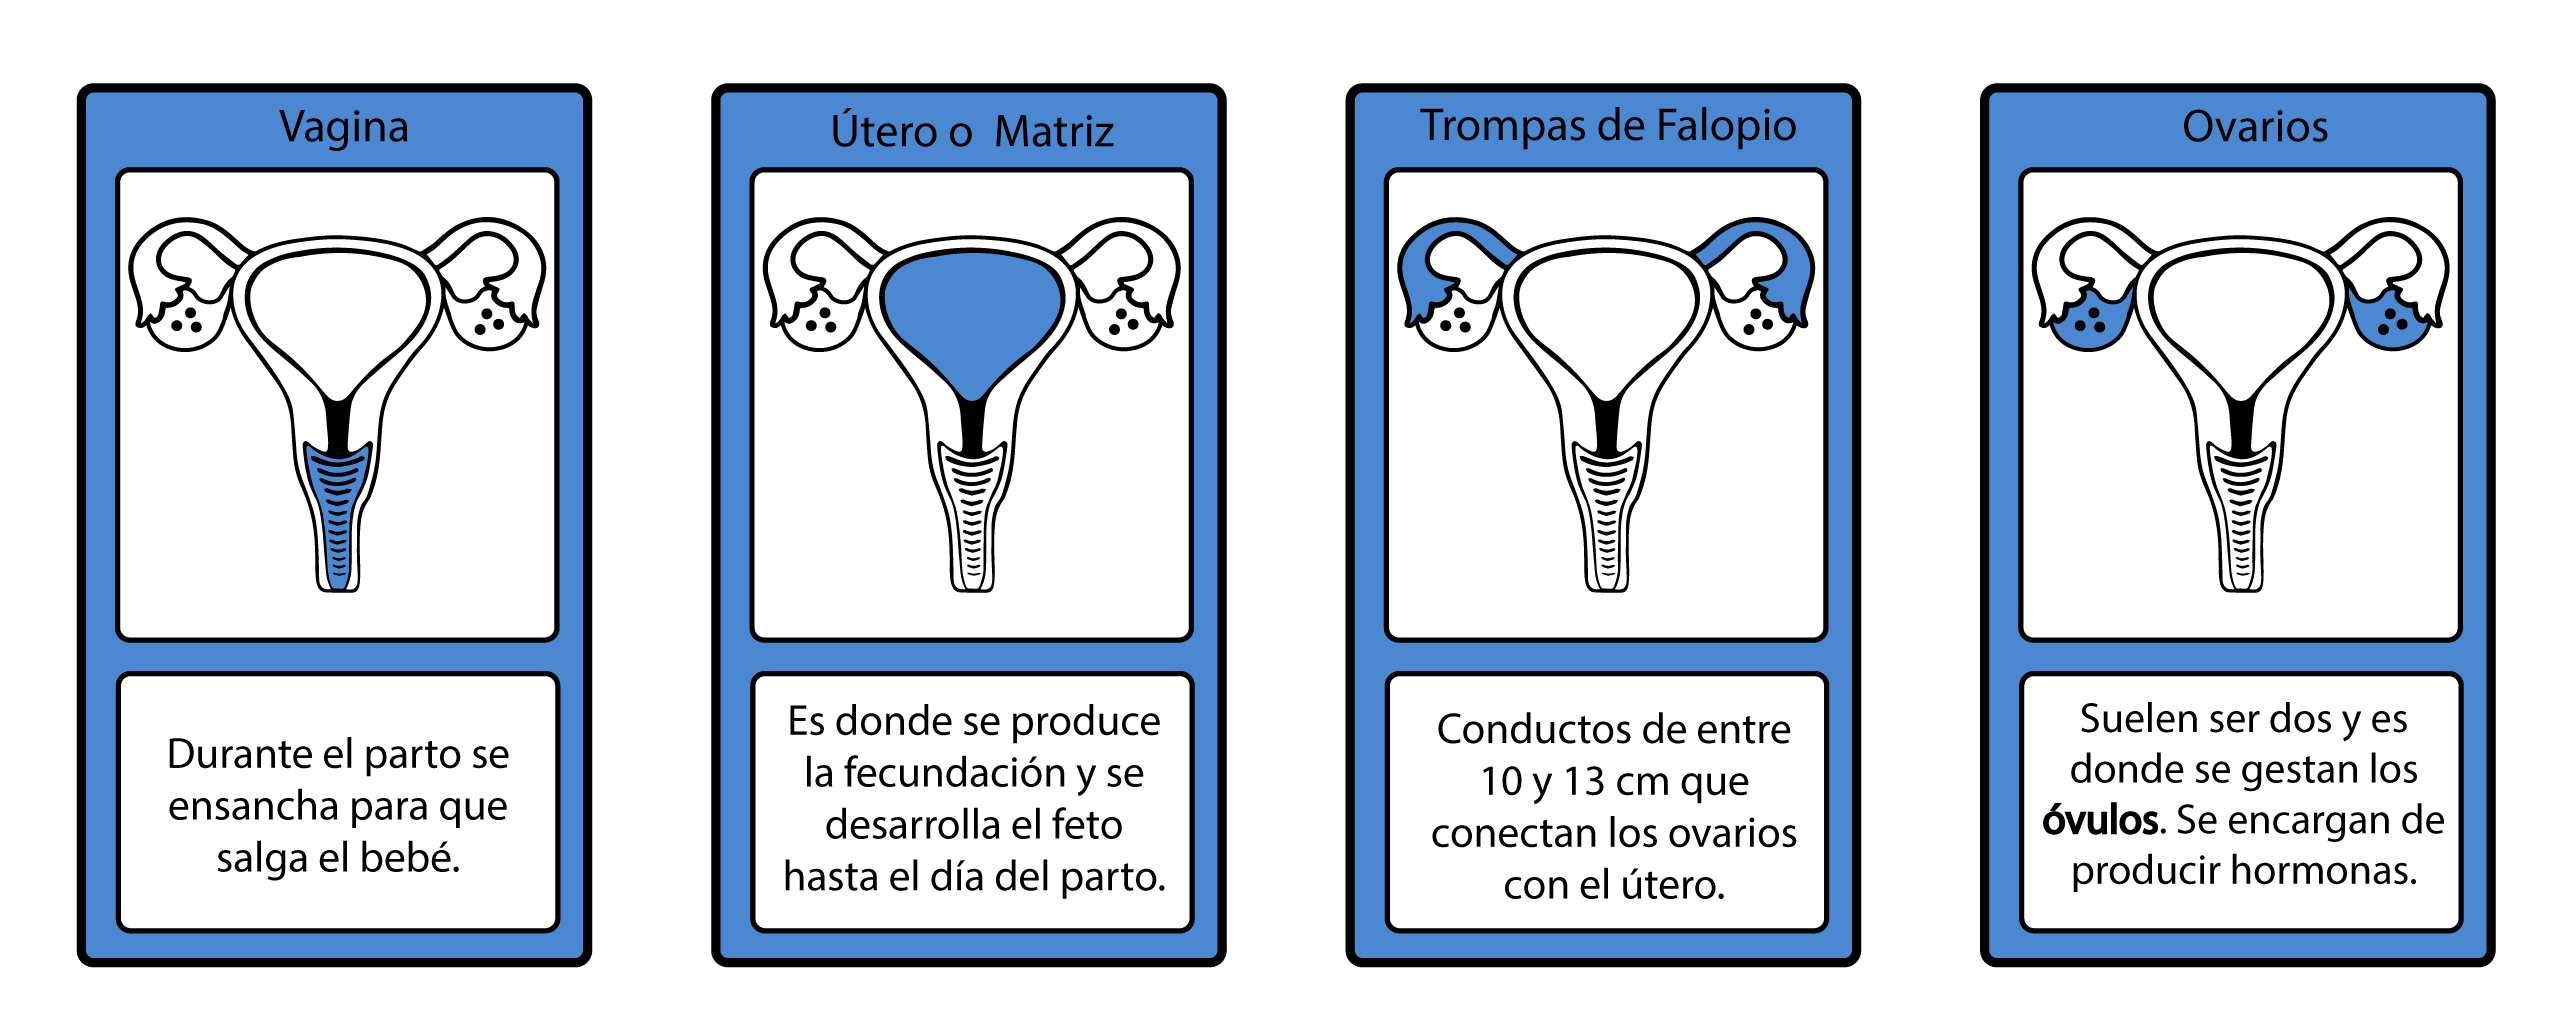 Vagina
Durante el parto se
ensancha para que
salga el bebé.
Útero o Matriz
Es donde se produce
la fecundación y se
desarrolla el feto
hasta el día del parto.
Trompas de Falopio
Conductos de entre
10 y 13 cm que
conectan los ovarios
con el útero.
Ovarios
Suelen ser dos y es
donde se gestan los
óvulos. Se encargan de
producir hormonas.